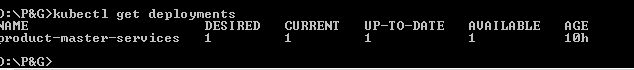 D:\P&G>kubectl get deployments
NAME DESIRED CURRENT UP-TO-DATE AVAILABLE AGE
product-master-services 1 1 1 1 10h
D:\P&G>